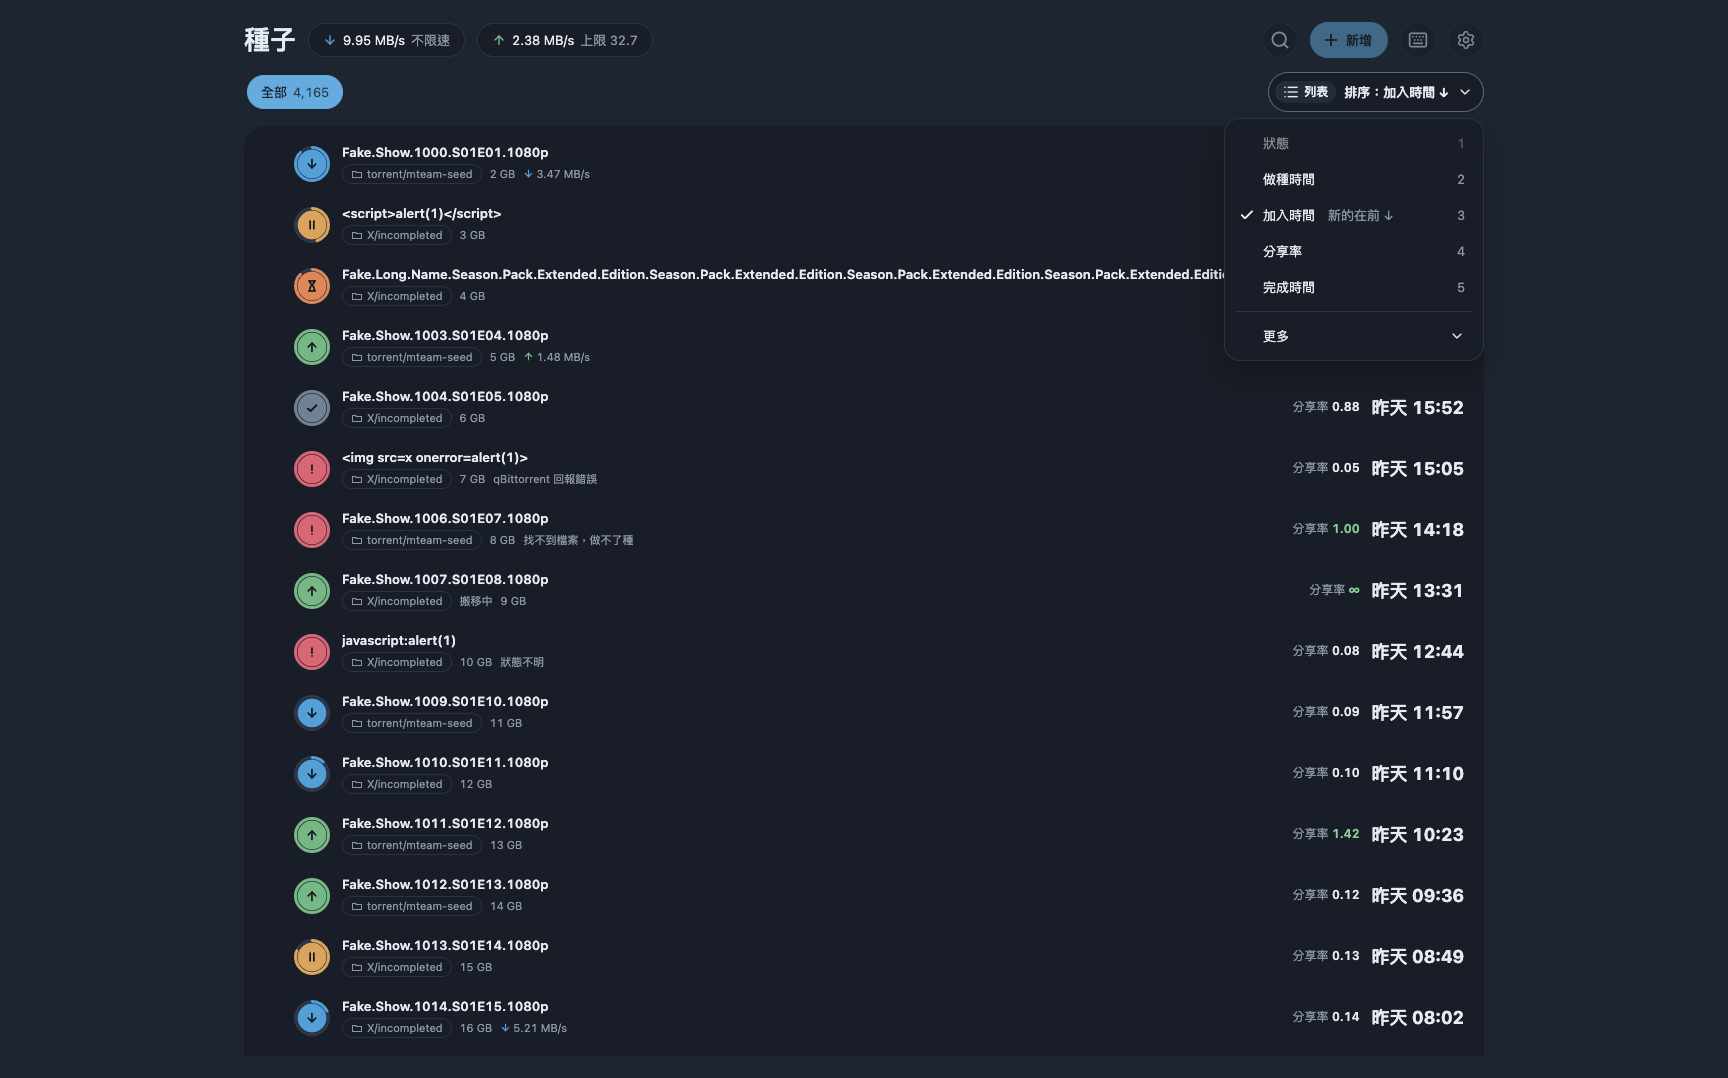 種子 ↓ 9.95 MB/s 不限速 ↑ 2.38 MB/s 上限 32.7 + 新增
全部 4,165 列表 排序：加入時間 ↓
狀態 1
做種時間 2
加入時間 新的在前 ↓ 3
分享率 4
完成時間 5
更多
Fake.Show.1000.S01E01.1080p
torrent/mteam-seed 2 GB ↓ 3.47 MB/s
<script>alert(1)</script>
X/incompleted 3 GB
Fake.Long.Name.Season.Pack.Extended.Edition.Season.Pack.Extended.Edition.Season.Pack.Extended.Edition.Season.Pack.Extended.Editi
X/incompleted 4 GB
Fake.Show.1003.S01E04.1080p
torrent/mteam-seed 5 GB ↑ 1.48 MB/s
Fake.Show.1004.S01E05.1080p
X/incompleted 6 GB
分享率 0.88 昨天 15:52
<img src=x onerror=alert(1)>
X/incompleted 7 GB qBittorrent 回報錯誤
分享率 0.05 昨天 15:05
Fake.Show.1006.S01E07.1080p
torrent/mteam-seed 8 GB 找不到檔案，做不了種
分享率 1.00 昨天 14:18
Fake.Show.1007.S01E08.1080p
X/incompleted 搬移中 9 GB
分享率 ∞ 昨天 13:31
javascript:alert(1)
X/incompleted 10 GB 狀態不明
分享率 0.08 昨天 12:44
Fake.Show.1009.S01E10.1080p
torrent/mteam-seed 11 GB
分享率 0.09 昨天 11:57
Fake.Show.1010.S01E11.1080p
X/incompleted 12 GB
分享率 0.10 昨天 11:10
Fake.Show.1011.S01E12.1080p
torrent/mteam-seed 13 GB
分享率 1.42 昨天 10:23
Fake.Show.1012.S01E13.1080p
torrent/mteam-seed 14 GB
分享率 0.12 昨天 09:36
Fake.Show.1013.S01E14.1080p
X/incompleted 15 GB
分享率 0.13 昨天 08:49
Fake.Show.1014.S01E15.1080p
X/incompleted 16 GB ↓ 5.21 MB/s
分享率 0.14 昨天 08:02